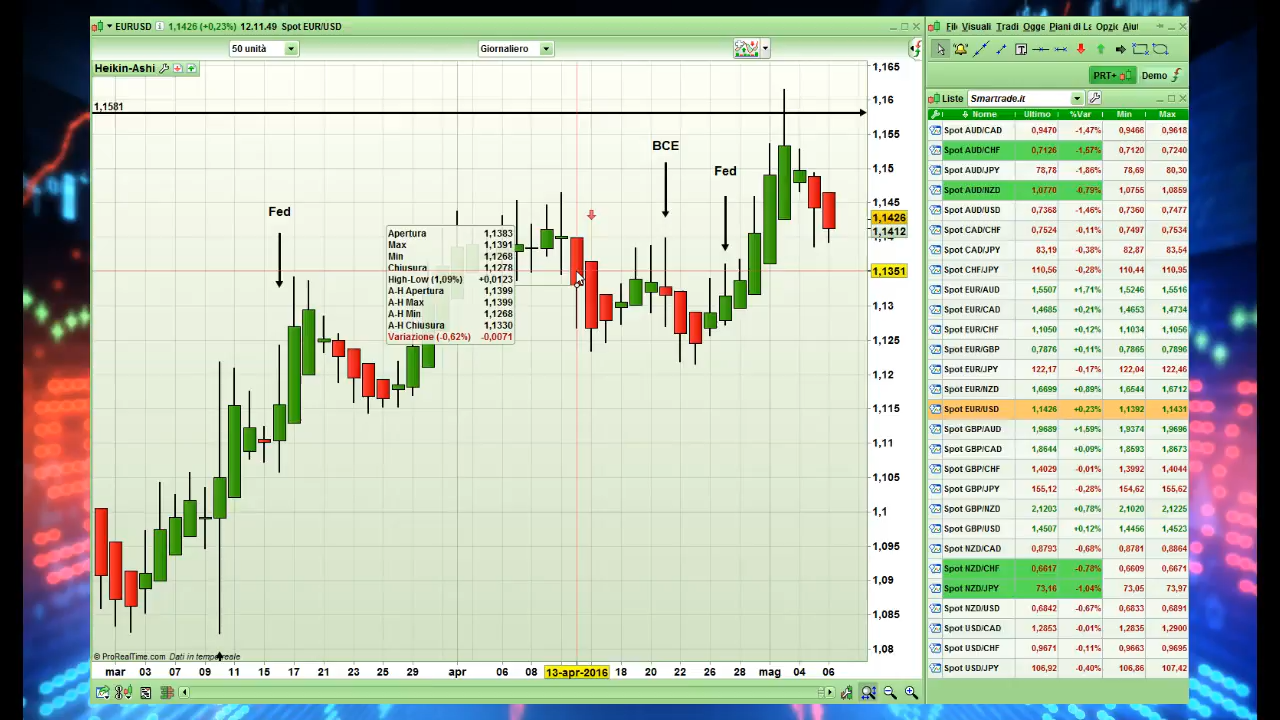 EURUSD 1,1426 (+0,23%) 12.11.49 Spot EUR/USD
50 unità
Giornaliero
Heikin-Ashi
1,1581
Fed
BCE
Fed
Apertura 1,1383
Max 1,1391
Min 1,1268
Chiusura 1,1278
High-Low (1,09%) +0,0123
A-H Apertura 1,1399
A-H Max 1,1399
A-H Min 1,1268
A-H Chiusura 1,1330
Variazione (-0,62%) -0,0071
1,165
1,16
1,155
1,15
1,145
1,1426
1,1412
1,14
1,1351
1,13
1,125
1,12
1,115
1,11
1,105
1,1
1,095
1,09
1,085
1,08
© ProRealTime.com Dati in tempo reale
mar 03 07 09 11 15 17 21 23 25 29 apr 06 08 13-apr-2016 18 20 22 26 28 mag 04 06
File Visuali Tradi Ogge Piani di La Opzio Aiut
PRT+ Demo
Liste Smartrade.it
Nome Ultimo %Var Min Max
Spot AUD/CAD 0,9470 -1,47% 0,9466 0,9618
Spot AUD/CHF 0,7126 -1,57% 0,7120 0,7240
Spot AUD/JPY 78,78 -1,86% 78,69 80,30
Spot AUD/NZD 1,0770 -0,79% 1,0755 1,0859
Spot AUD/USD 0,7368 -1,46% 0,7360 0,7477
Spot CAD/CHF 0,7524 -0,11% 0,7497 0,7534
Spot CAD/JPY 83,19 -0,38% 82,87 83,54
Spot CHF/JPY 110,56 -0,28% 110,44 110,95
Spot EUR/AUD 1,5507 +1,71% 1,5246 1,5516
Spot EUR/CAD 1,4685 +0,21% 1,4653 1,4734
Spot EUR/CHF 1,1050 +0,12% 1,1034 1,1056
Spot EUR/GBP 0,7876 +0,11% 0,7865 0,7896
Spot EUR/JPY 122,17 -0,17% 122,04 122,46
Spot EUR/NZD 1,6699 +0,89% 1,6544 1,6712
Spot EUR/USD 1,1426 +0,23% 1,1392 1,1431
Spot GBP/AUD 1,9689 +1,59% 1,9374 1,9696
Spot GBP/CAD 1,8644 +0,09% 1,8593 1,8673
Spot GBP/CHF 1,4029 -0,01% 1,3992 1,4044
Spot GBP/JPY 155,12 -0,28% 154,62 155,62
Spot GBP/NZD 2,1203 +0,78% 2,1020 2,1225
Spot GBP/USD 1,4507 +0,12% 1,4456 1,4523
Spot NZD/CAD 0,8793 -0,68% 0,8781 0,8864
Spot NZD/CHF 0,6617 -0,78% 0,6609 0,6671
Spot NZD/JPY 73,16 -1,04% 73,05 73,97
Spot NZD/USD 0,6842 -0,67% 0,6833 0,6891
Spot USD/CAD 1,2853 -0,01% 1,2835 1,2900
Spot USD/CHF 0,9671 -0,11% 0,9663 0,9695
Spot USD/JPY 106,92 -0,40% 106,86 107,42